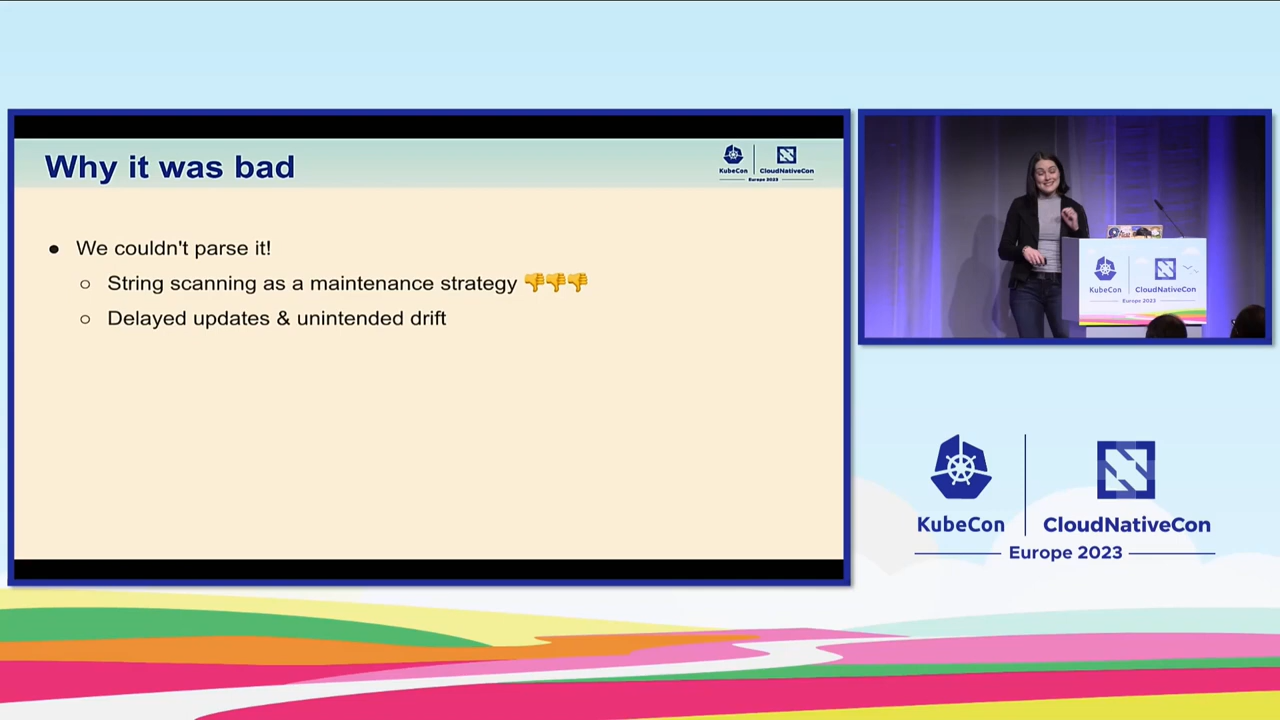 Why it was bad
KubeCon
CloudNativeCon
Europe 2023
● We couldn't parse it!
○ String scanning as a maintenance strategy 👎👎👎
○ Delayed updates & unintended drift
KubeCon
CloudNativeCon
Europe 2023
KubeCon
CloudNativeCon
Europe 2023